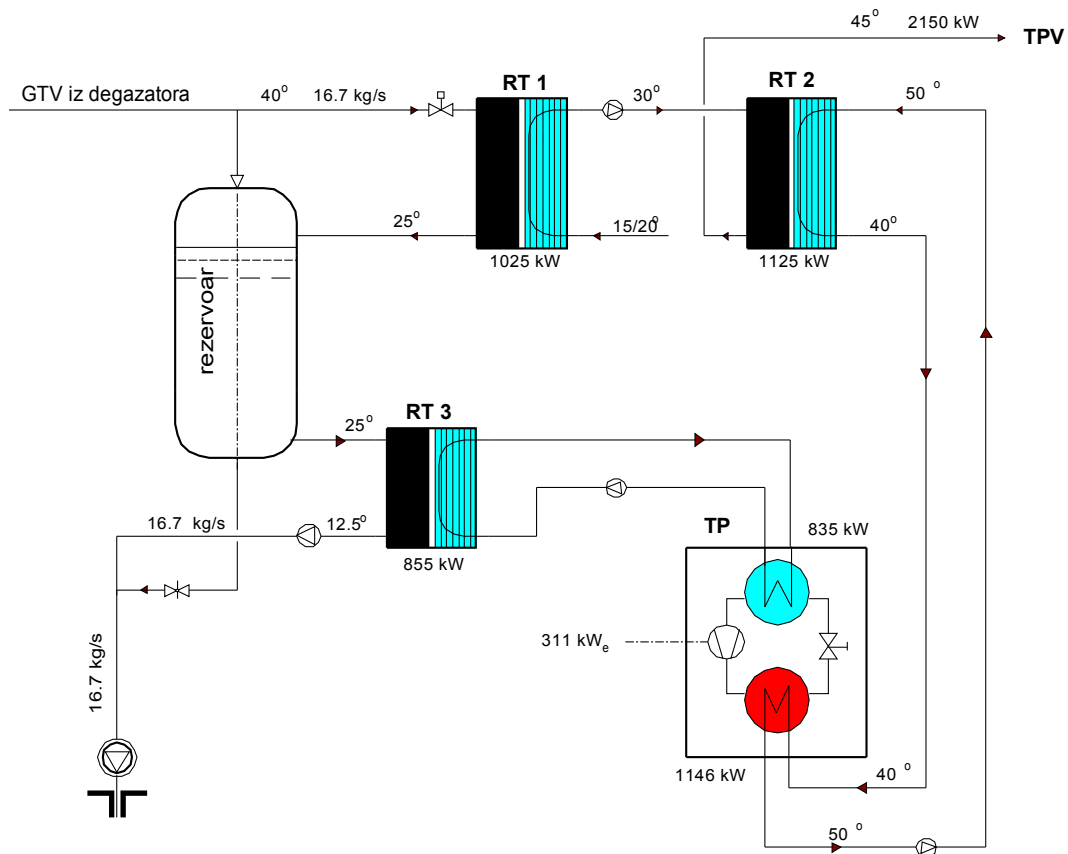 45° 2150 kW
TPV
RT 1
RT 2
GTV iz degazatora
40° 16.7 kg/s
30°
50 °
25°
15/20°
40°
1025 kW
1125 kW
rezervoar
RT 3
25°
16.7 kg/s
12.5°
TP
835 kW
855 kW
311 kWe
16.7 kg/s
1146 kW
40 °
50 °